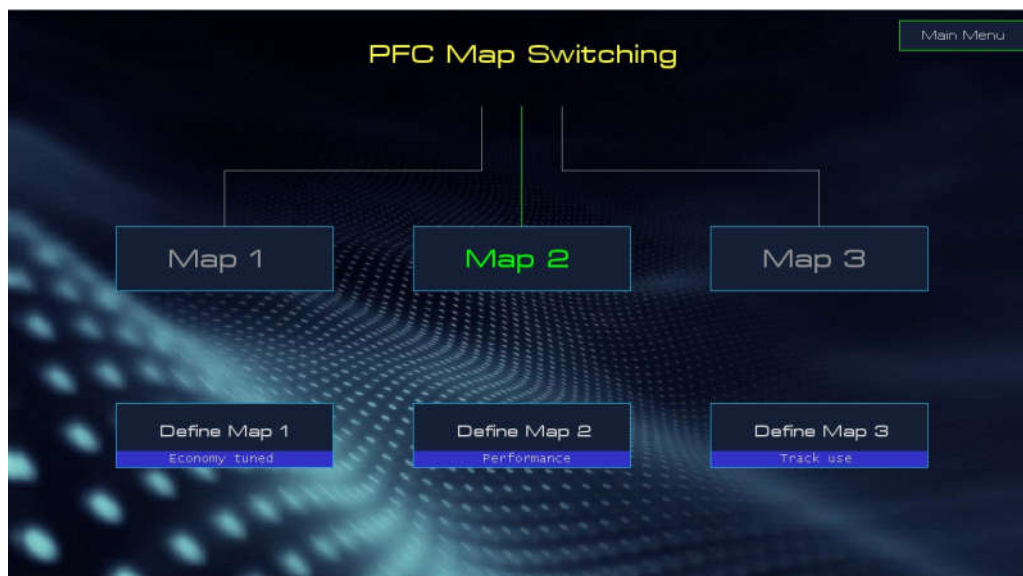 Main Menu
PFC Map Switching
Map 1
Map 2
Map 3
Define Map 1
Economy tuned
Define Map 2
Performance
Define Map 3
Track use